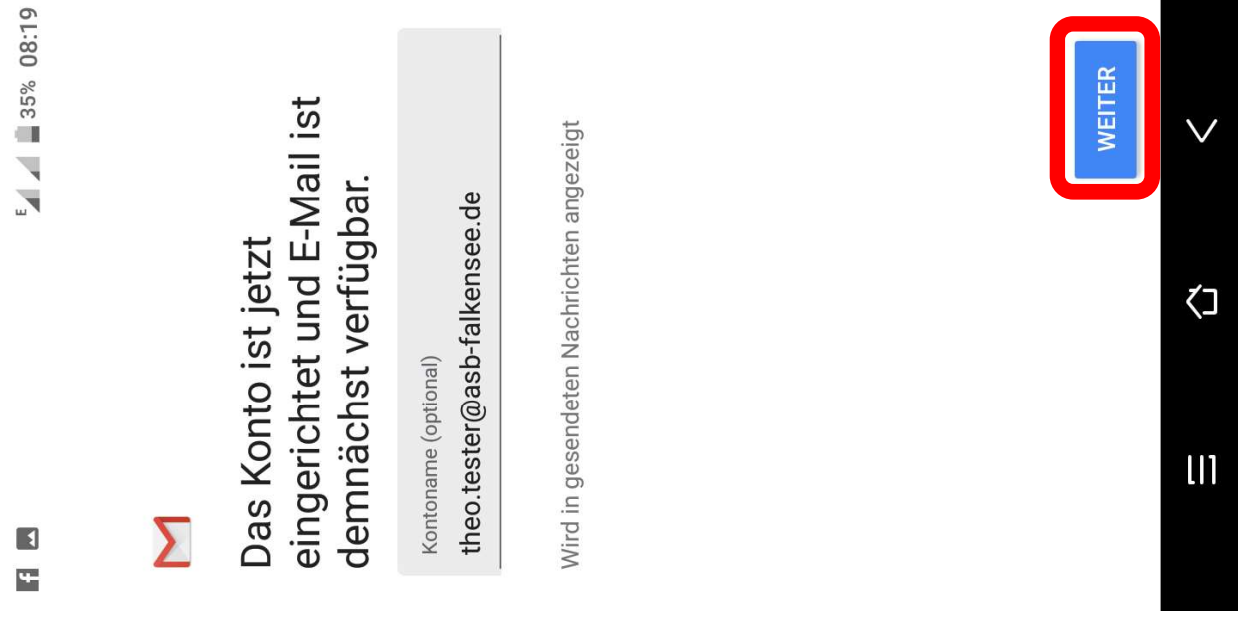 E 35% 08:19
Das Konto ist jetzt
eingerichtet und E-Mail ist
demnächst verfügbar.
Kontoname (optional)
theo.tester@asb-falkensee.de
Wird in gesendeten Nachrichten angezeigt
WEITER